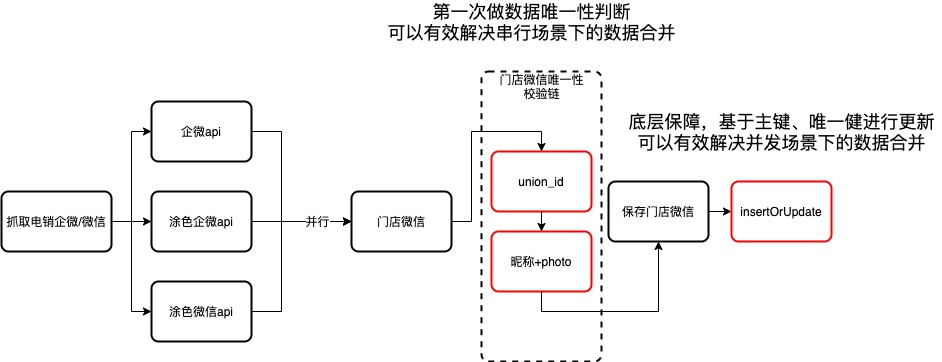 第一次做数据唯一性判断
可以有效解决串行场景下的数据合并
门店微信唯一性
校验链
企微api
底层保障，基于主键、唯一健进行更新
可以有效解决并发场景下的数据合并
union_id
抓取电销企微/微信
涂色企微api
并行
门店微信
保存门店微信
insertOrUpdate
昵称+photo
涂色微信api